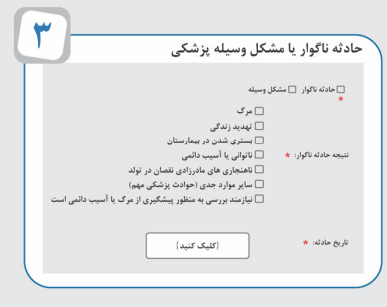 ۳
حادثه ناگوار یا مشکل وسیله پزشکی
حادثه ناگوار مشکل وسیله
*
مرگ
تهدید زندگی
بستری شدن در بیمارستان
نتیجه حادثه ناگوار: * ناتوانی یا آسیب دائمی
ناهنجاری های مادرزادی نقصان در تولد
سایر موارد جدی (حوادث پزشکی مهم)
نیازمند بررسی به منظور پیشگیری از مرگ یا آسیب دائمی است
تاریخ حادثه: * {کلیک کنید}